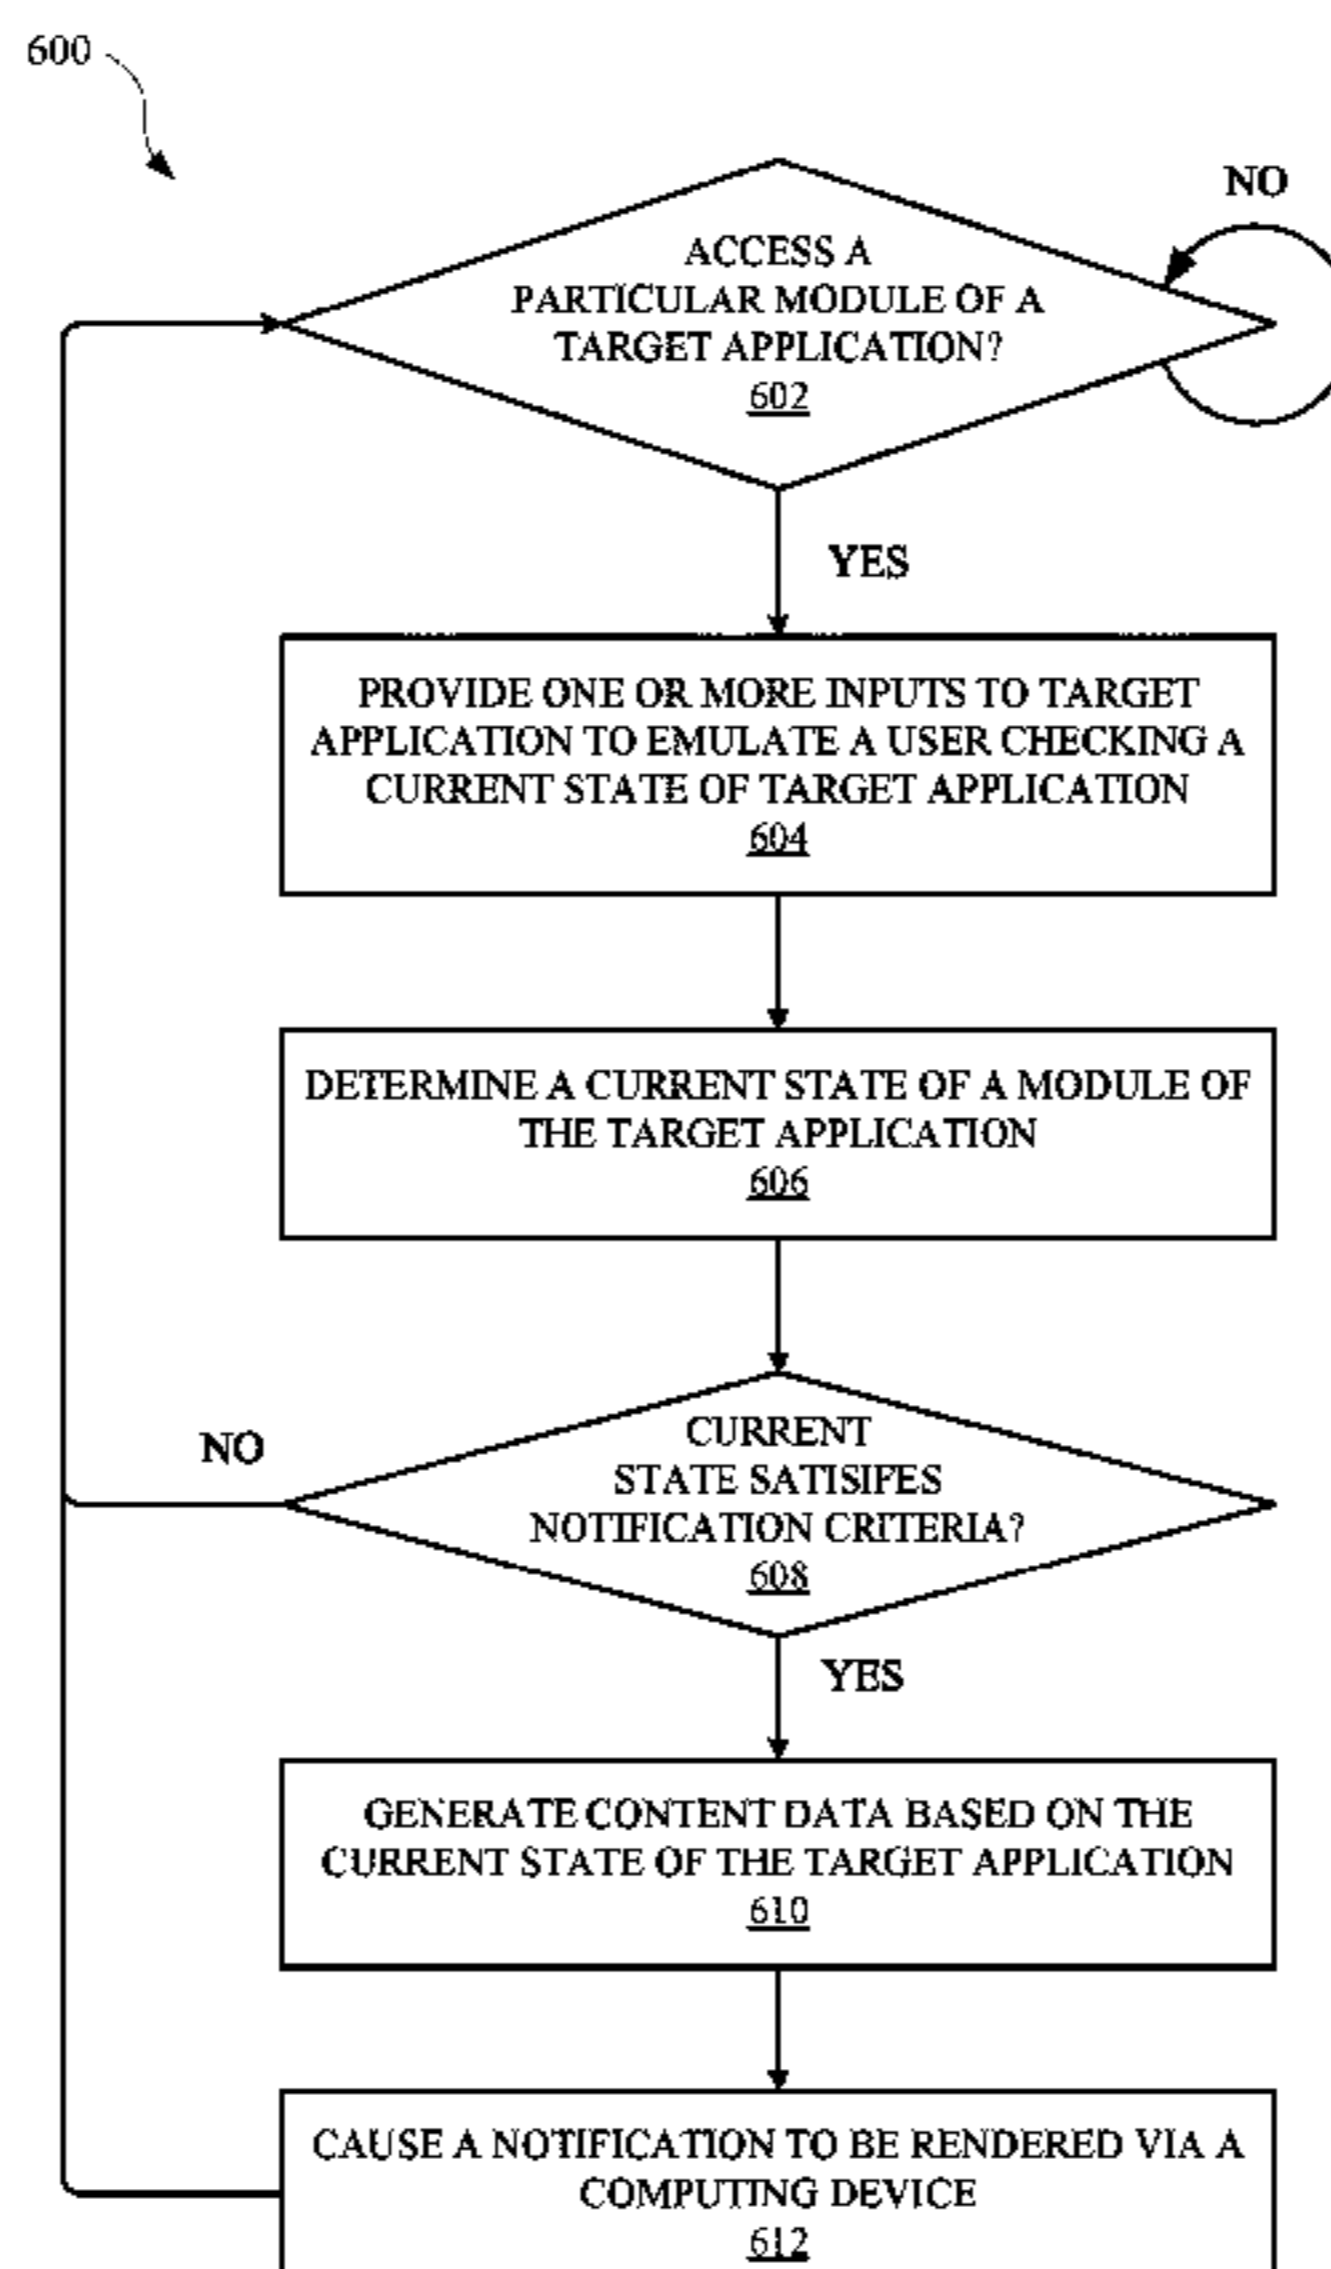 600
NO
ACCESS A
PARTICULAR MODULE OF A
TARGET APPLICATION?
602
YES
PROVIDE ONE OR MORE INPUTS TO TARGET
APPLICATION TO EMULATE A USER CHECKING A
CURRENT STATE OF TARGET APPLICATION
604
DETERMINE A CURRENT STATE OF A MODULE OF
THE TARGET APPLICATION
606
NO
CURRENT
STATE SATISIFES
NOTIFICATION CRITERIA?
608
YES
GENERATE CONTENT DATA BASED ON THE
CURRENT STATE OF THE TARGET APPLICATION
610
CAUSE A NOTIFICATION TO BE RENDERED VIA A
COMPUTING DEVICE
612